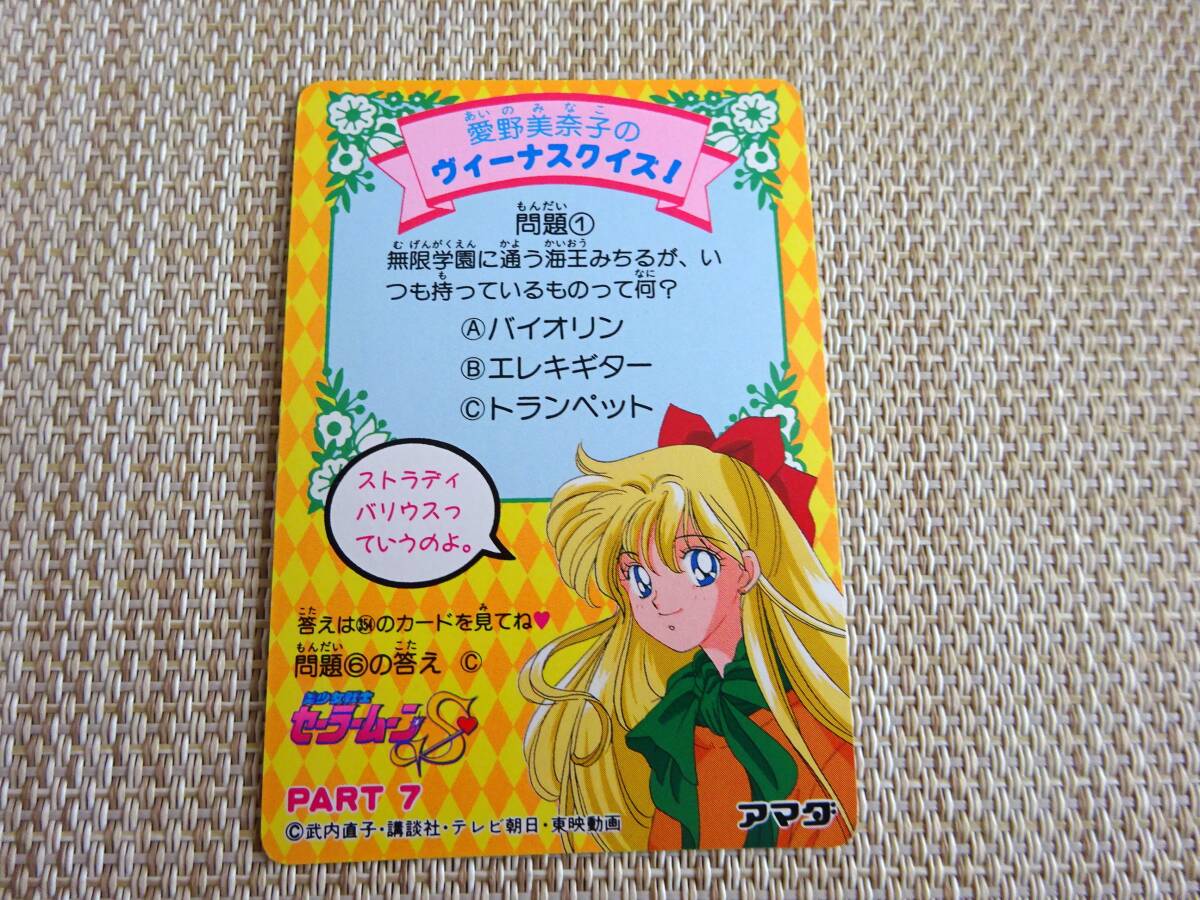 あいのみなこ
愛野美奈子の
ヴィーナスクイズ!
もんだい
問題①
むげんがくえん かよ かいおう
無限学園に通う海王みちるが、い
も なに
つも持っているものって何?
Ⓐバイオリン
Ⓑエレキギター
Ⓒトランペット
ストラディ
バリウスっ
ていうのよ。
こた み
答えは354のカードを見てね♥
もんだい こた
問題⑥の答え Ⓒ
美少女戦士
セーラームーンS
PART 7
アマダ
©武内直子・講談社・テレビ朝日・東映動画